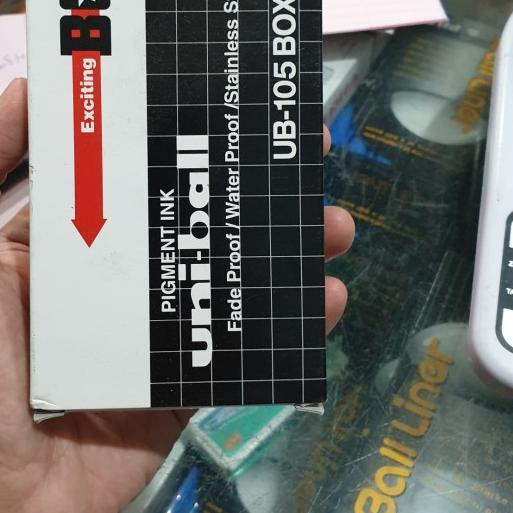 Exciting
PIGMENT INK
uni-ball
Fade Proof / Water Proof /Stainless S
UB-105 BOX
Ball Liner